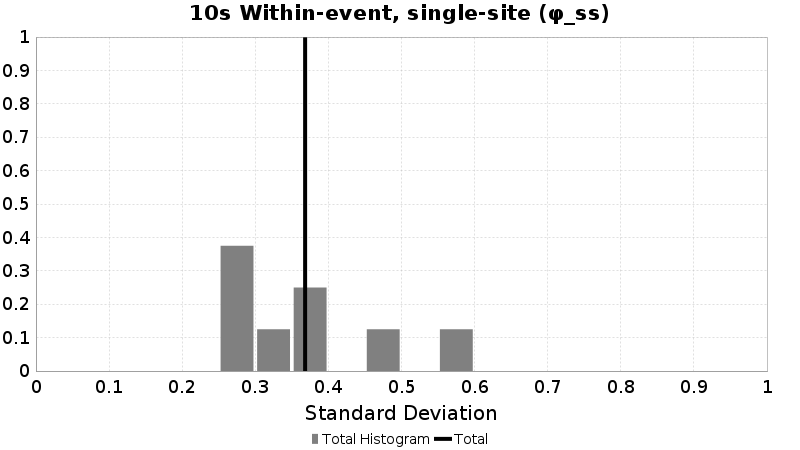 10s Within-event, single-site (φ_ss)
1
0.9
0.8
0.7
0.6
0.5
0.4
0.3
0.2
0.1
0
0 0.1 0.2 0.3 0.4 0.5 0.6 0.7 0.8 0.9 1
Standard Deviation
Total Histogram Total